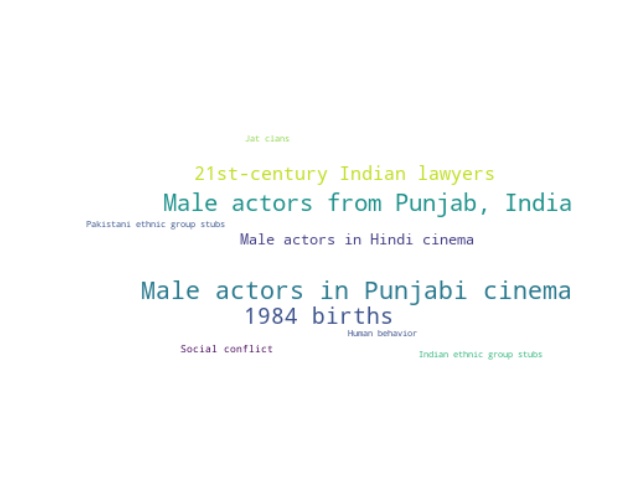 Jat clans
21st-century Indian lawyers
Male actors from Punjab, India
Pakistani ethnic group stubs
Male actors in Hindi cinema
Male actors in Punjabi cinema
1984 births
Human behavior
Social conflict
Indian ethnic group stubs